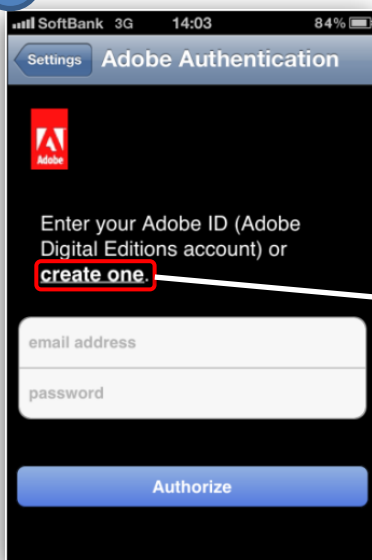 SoftBank 3G 14:03 84%
Settings Adobe Authentication
Adobe
Enter your Adobe ID (Adobe
Digital Editions account) or
create one.
email address
password
Authorize